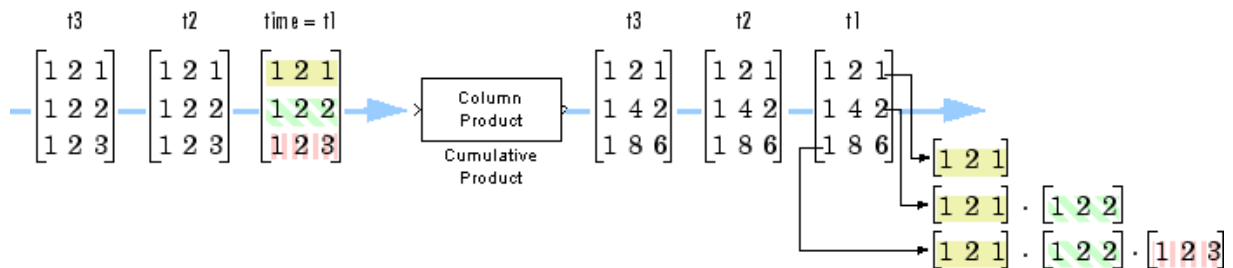 t3 t2 time = t1 t3 t2 t1
[1 2 1] [1 2 1] [1 2 1] [1 2 1] [1 2 1] [1 2 1]
[1 2 2] [1 2 2] [1 2 2] Column [1 4 2] [1 4 2] [1 4 2]
Product
[1 2 3] [1 2 3] [1 2 3] [1 8 6] [1 8 6] [1 8 6]
Cumulative
Product
[1 2 1]
[1 2 1] · [1 2 2]
[1 2 1] · [1 2 2] · [1 2 3]